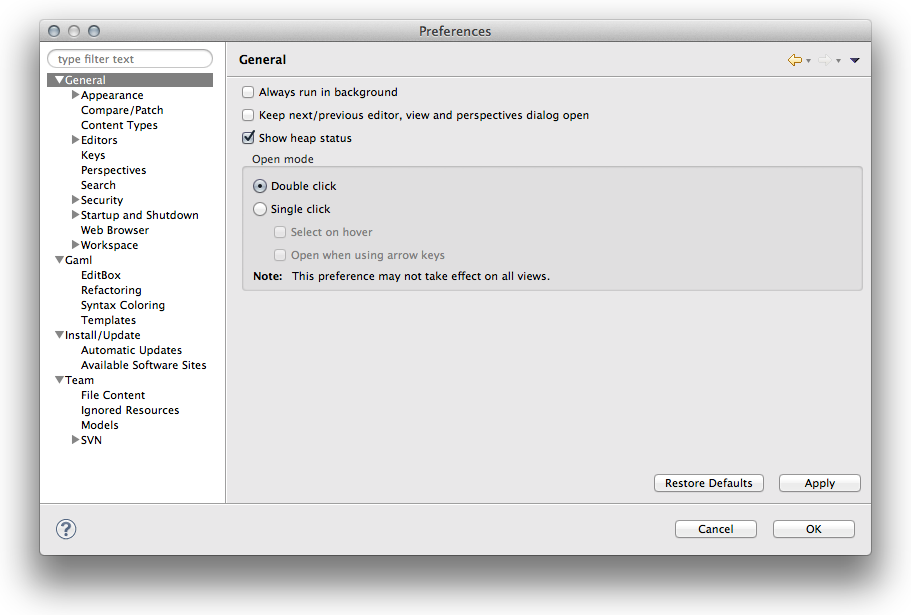 Preferences
type filter text
General
Appearance
Compare/Patch
Content Types
Editors
Keys
Perspectives
Search
Security
Startup and Shutdown
Web Browser
Workspace
Gaml
EditBox
Refactoring
Syntax Coloring
Templates
Install/Update
Automatic Updates
Available Software Sites
Team
File Content
Ignored Resources
Models
SVN
General
Always run in background
Keep next/previous editor, view and perspectives dialog open
Show heap status
Open mode
Double click
Single click
Select on hover
Open when using arrow keys
Note: This preference may not take effect on all views.
Restore Defaults Apply
? Cancel OK